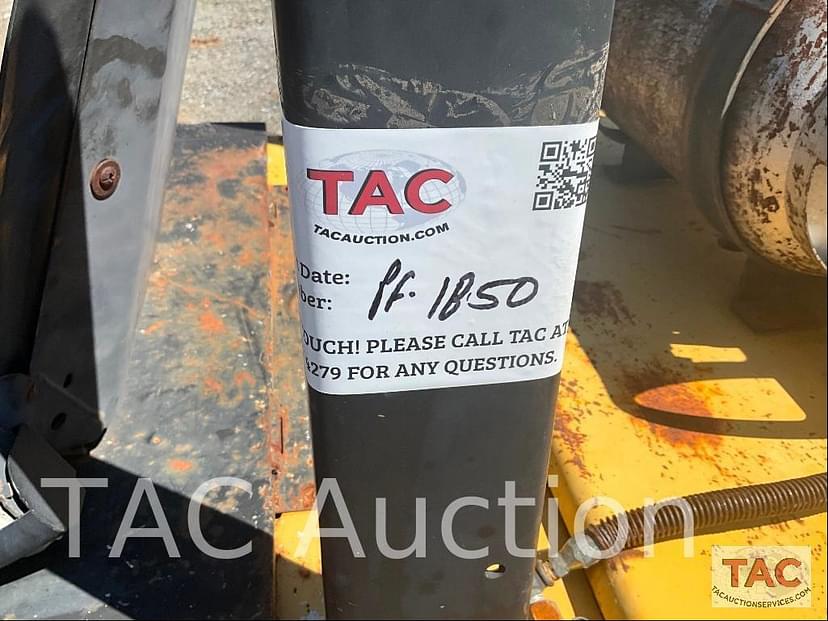 TAC
TACAUCTION.COM
Date:
ber: PF. 1850
OUCH! PLEASE CALL TAC AT
4279 FOR ANY QUESTIONS.
TAC Auction
TAC
TACAUCTIONSERVICES.COM